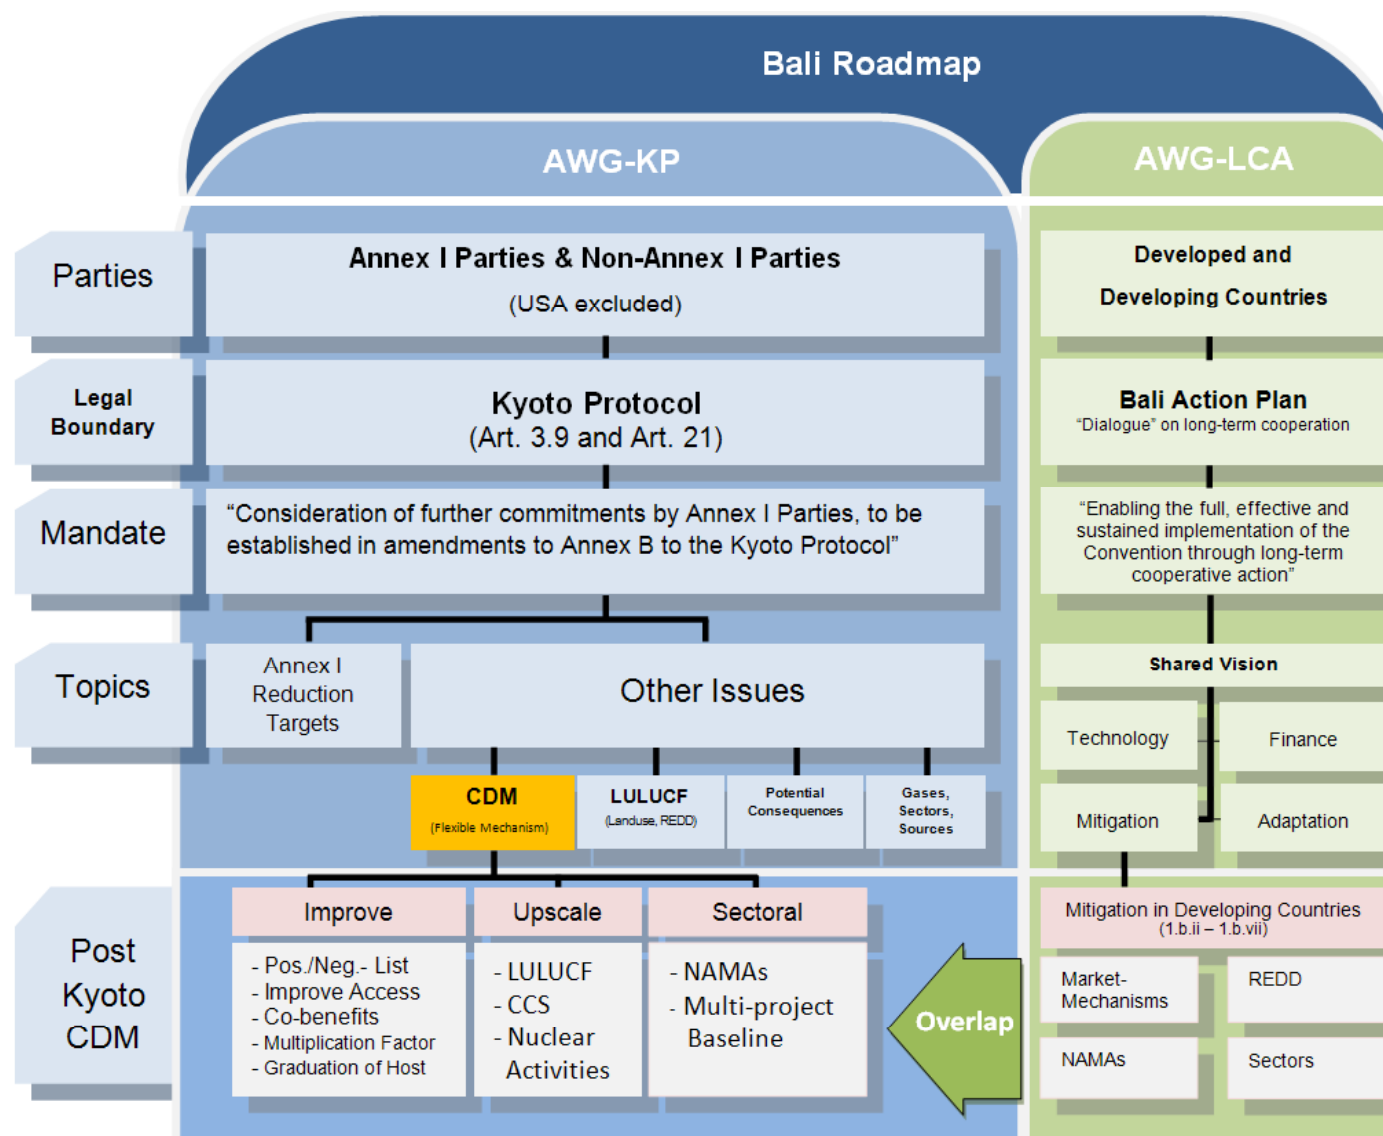 Bali Roadmap
AWG-KP
AWG-LCA
Parties
Annex I Parties & Non-Annex I Parties
(USA excluded)
Developed and
Developing Countries
Legal
Boundary
Kyoto Protocol
(Art. 3.9 and Art. 21)
Bali Action Plan
“Dialogue” on long-term cooperation
Mandate
“Consideration of further commitments by Annex I Parties, to be
established in amendments to Annex B to the Kyoto Protocol”
“Enabling the full, effective and
sustained implementation of the
Convention through long-term
cooperative action”
Topics
Annex I
Reduction
Targets
Other Issues
Shared Vision
Technology
Finance
Mitigation
Adaptation
CDM
(Flexible Mechanism)
LULUCF
(Landuse, REDD)
Potential
Consequences
Gases,
Sectors,
Sources
Post
Kyoto
CDM
Improve
- Pos./Neg.- List
- Improve Access
- Co-benefits
- Multiplication Factor
- Graduation of Host
Upscale
- LULUCF
- CCS
- Nuclear
Activities
Sectoral
- NAMAs
- Multi-project
Baseline
Overlap
Mitigation in Developing Countries
(1.b.ii – 1.b.vii)
Market-
Mechanisms
REDD
NAMAs
Sectors